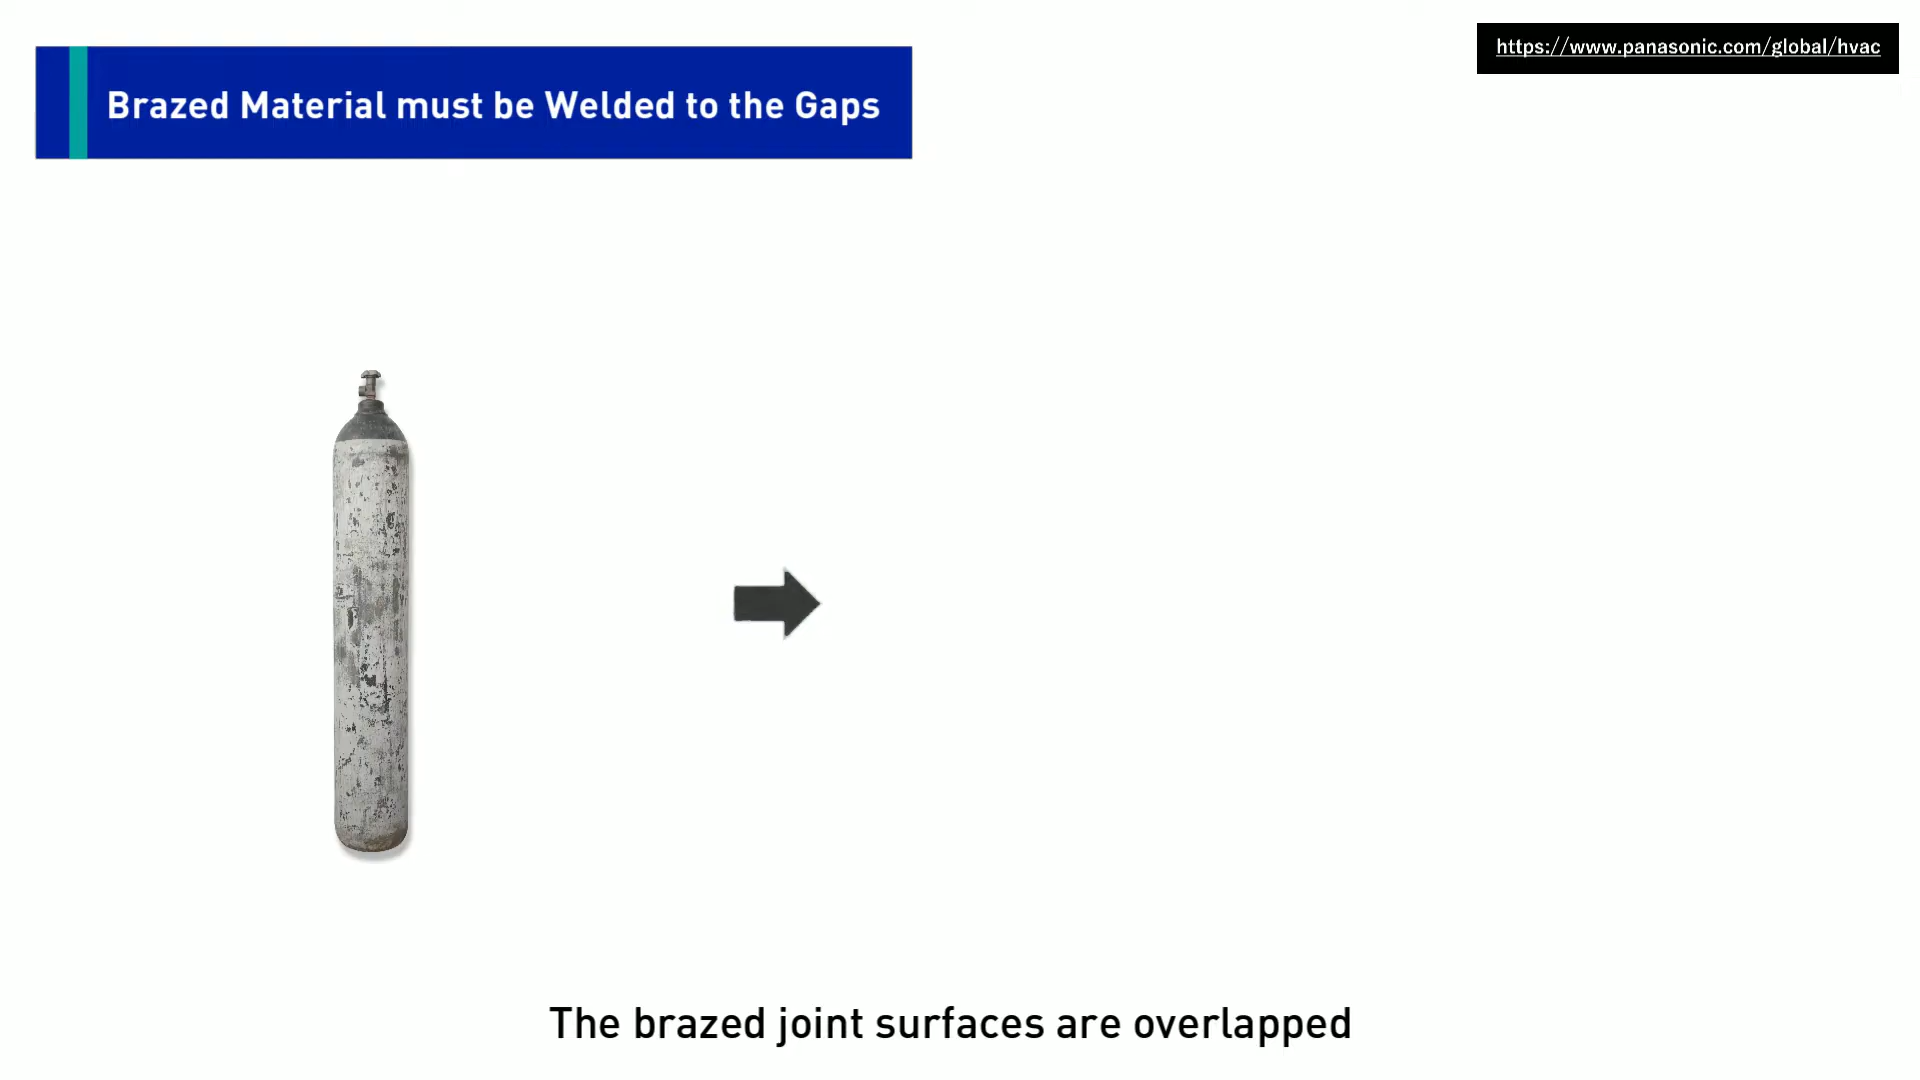 https://www.panasonic.com/global/hvac
Brazed Material must be Welded to the Gaps
The brazed joint surfaces are overlapped